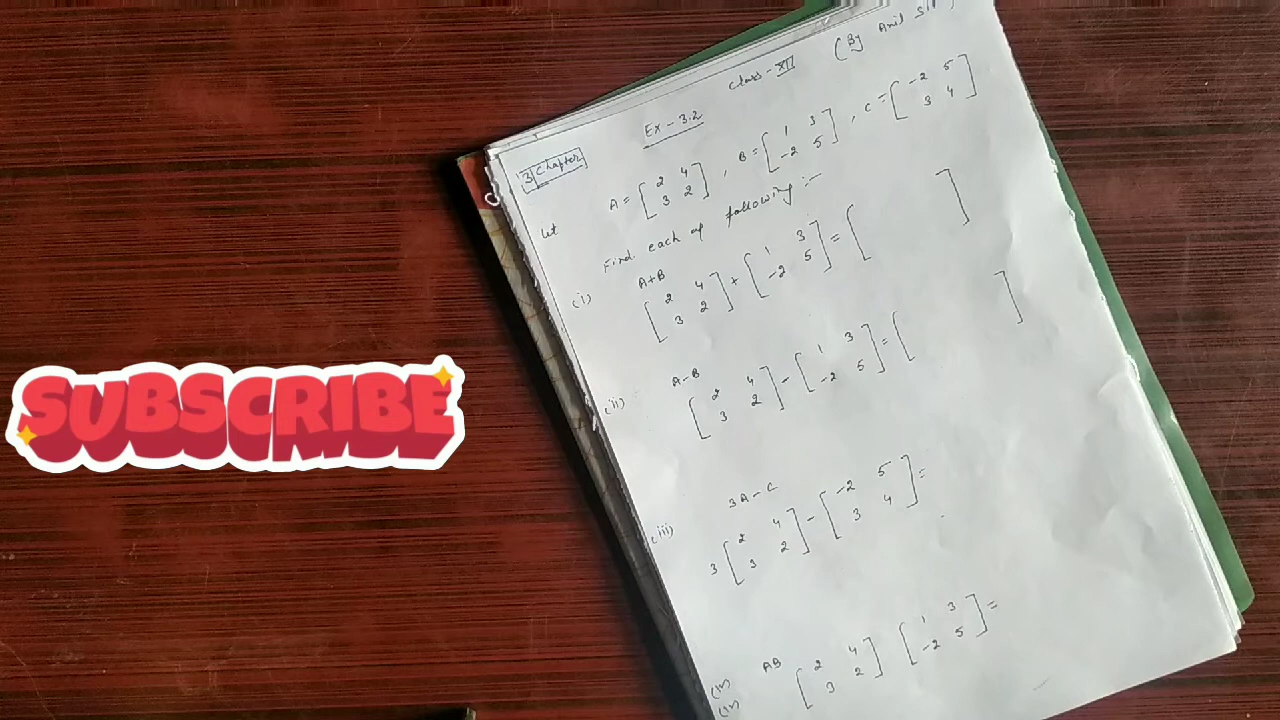 Class - XII
(By Anil
Ex - 3.2
3 Chapter
Let A = [2 4 3 2], B = [1 3 -2 5], C = [-2 5 3 4]
Find each of following :-
(i) A+B
[2 4 3 2] + [1 3 -2 5] = [ ]
(ii) A-B
[2 4 3 2] - [1 3 -2 5] = [ ]
(iii) 3A-C
3 [2 4 3 2] - [-2 5 3 4] =
(iv) AB
[2 4 3 2] [1 3 -2 5] =
SUBSCRIBE